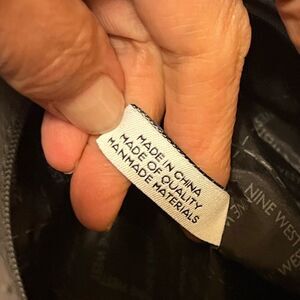 MADE IN CHINA
MADE OF QUALITY
MANMADE MATERIALS
NINE WEST